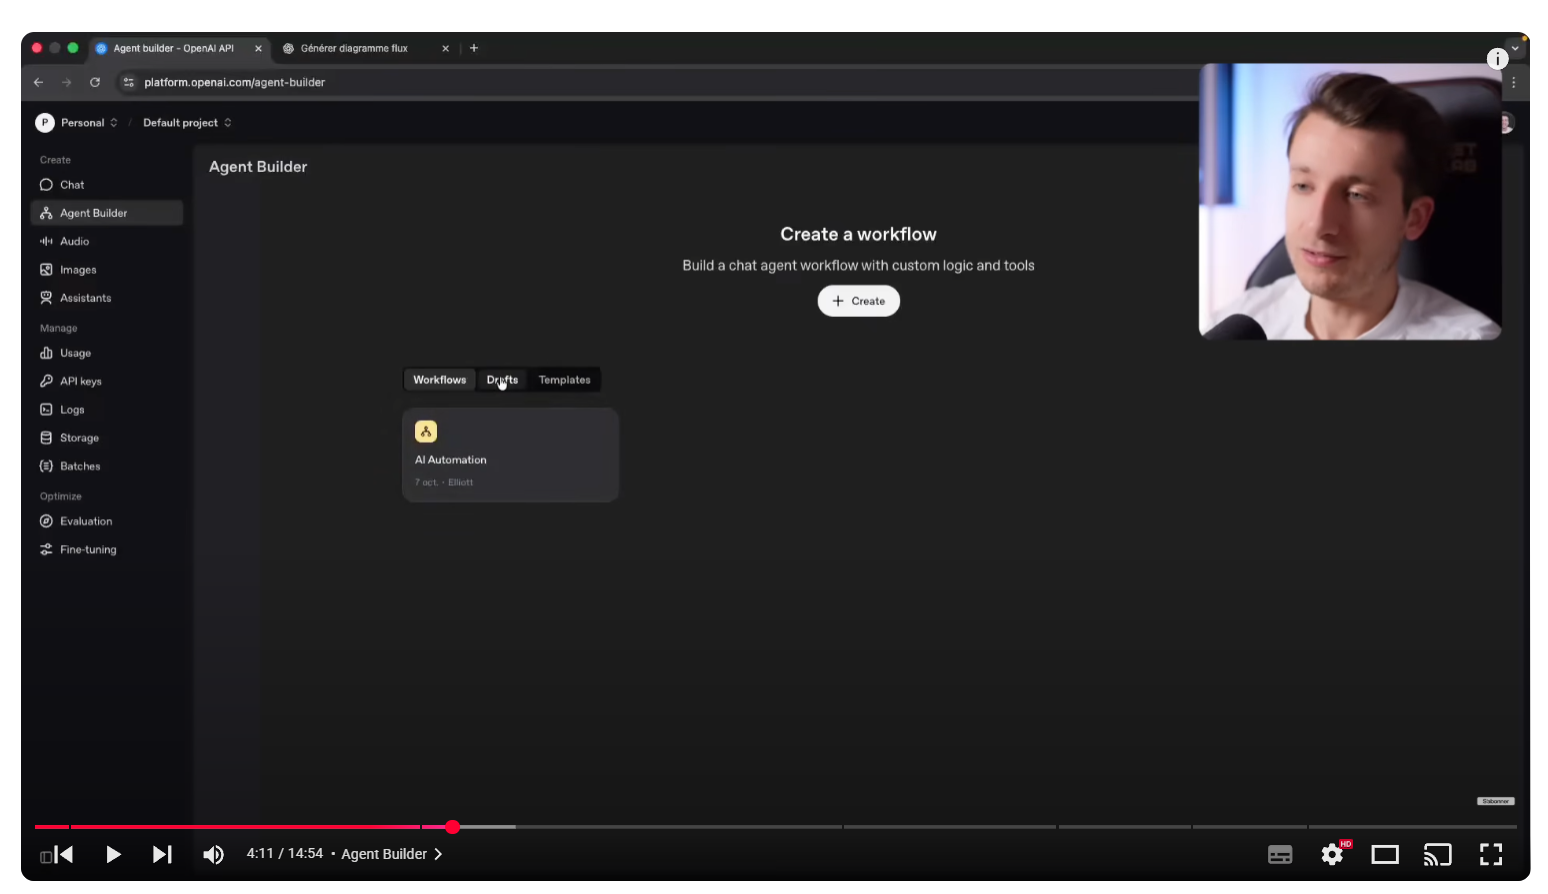 Agent builder - OpenAI API
Générer diagramme flux
platform.openai.com/agent-builder
P Personal / Default project
Create
Chat
Agent Builder
Audio
Images
Assistants
Manage
Usage
API keys
Logs
Storage
Batches
Optimize
Evaluation
Fine-tuning
Agent Builder
Create a workflow
Build a chat agent workflow with custom logic and tools
+ Create
Workflows Drafts Templates
AI Automation
7 oct. · Elliott
S'abonner
4:11 / 14:54 • Agent Builder
HD